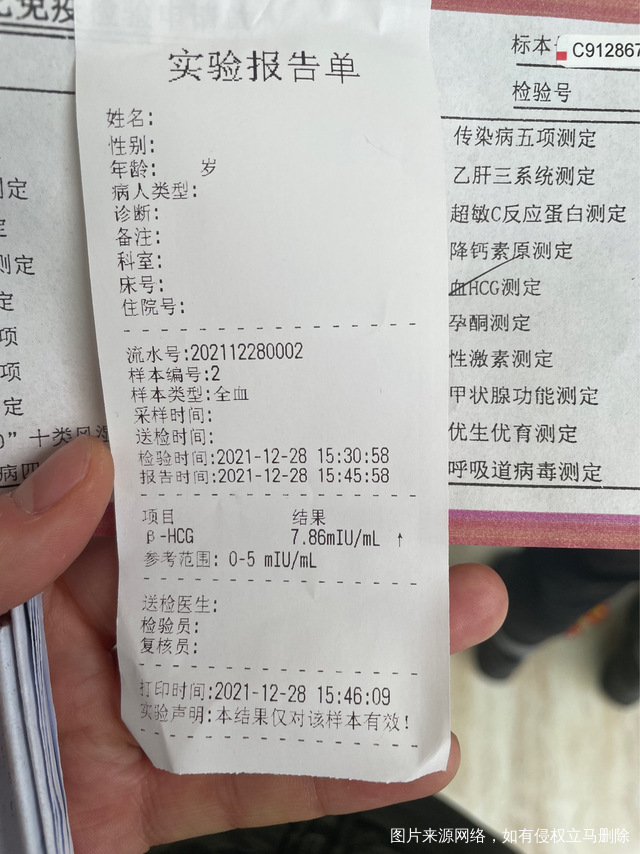 实验报告单
姓名:
性别:
年龄: 岁
病人类型:
诊断:
备注:
科室:
床号:
住院号:
流水号:202112280002
样本编号:2
样本类型:全血
采样时间:
送检时间:
检验时间:2021-12-28 15:30:58
报告时间:2021-12-28 15:45:58
项目 结果
β-HCG 7.86mIU/mL ↑
参考范围: 0-5 mIU/mL
送检医生:
检验员:
复核员:
打印时间:2021-12-28 15:46:09
实验声明:本结果仅对该样本有效!
标本
C912867
检验号
传染病五项测定
乙肝三系统测定
超敏C反应蛋白测定
降钙素原测定
血HCG测定
孕酮测定
性激素测定
甲状腺功能测定
优生优育测定
呼吸道病毒测定
测定
定
项
项
定
”十类风湿
病四
图片来源网络，如有侵权立马删除